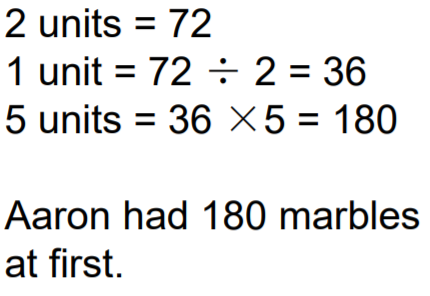 2 units = 72
1 unit = 72 ÷ 2 = 36
5 units = 36 ×5 = 180
Aaron had 180 marbles
at first.